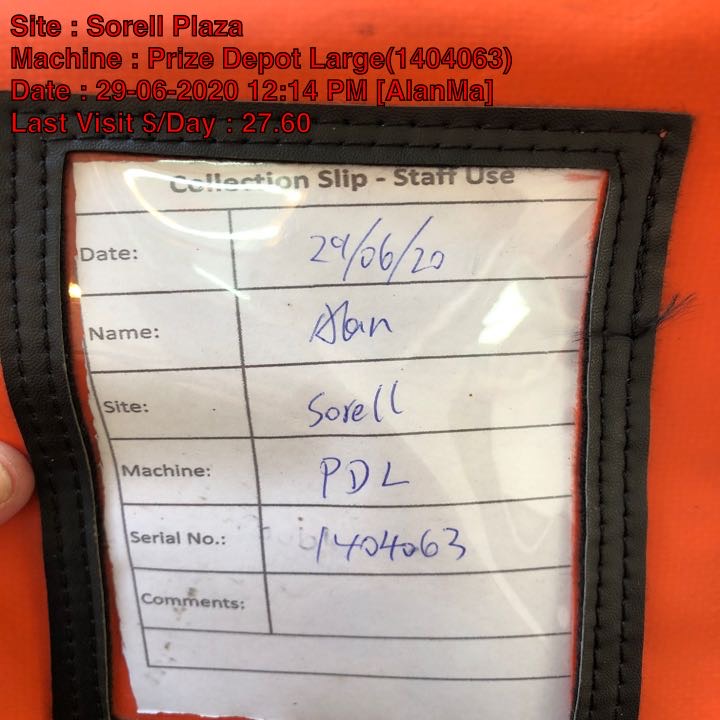 Site : Sorell Plaza
Machine : Prize Depot Large(1404063)
Date : 29-06-2020 12:14 PM [AlanMa]
Last Visit $/Day : 27.60
Collection Slip - Staff Use
Date: 29/06/20
Name: Alan
Site: Sorell
Machine: PDL
Serial No.: 1404063
Comments: